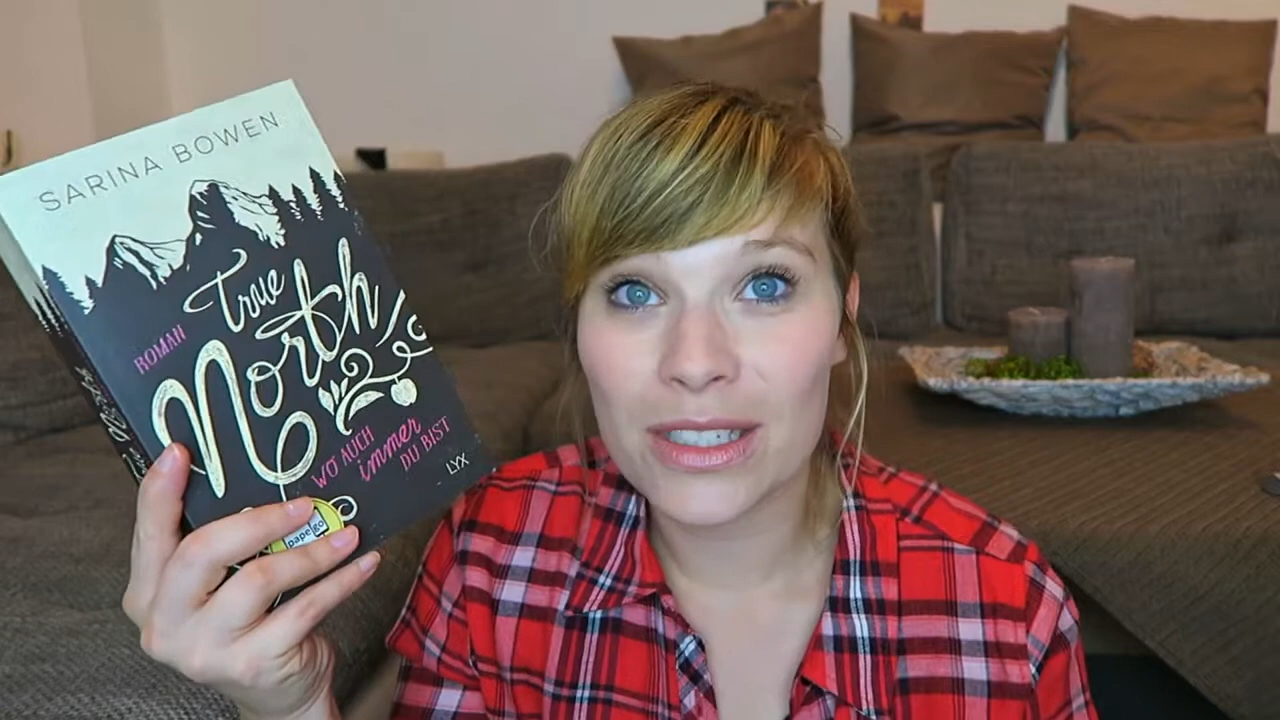 SARINA BOWEN
True
North
ROMAN
WO AUCH
immer
DU BIST
LYX
papego